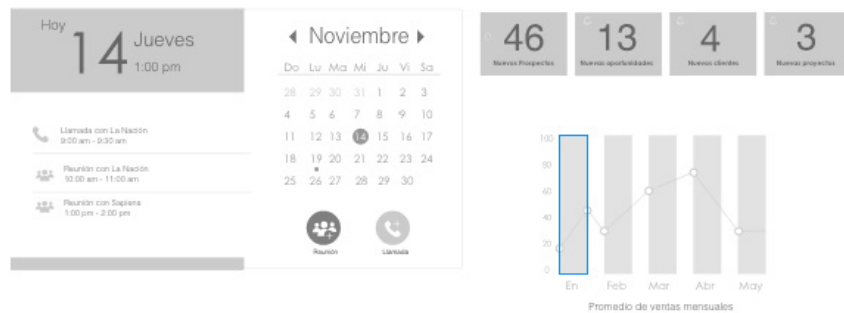 Hoy
14
Jueves
1:00 pm
Llamada con La Nación
9:00 am - 9:30 am
Reunión con La Nación
10:00 am - 11:00 am
Reunión con Sapiens
1:00 pm - 2:00 pm
Noviembre
Do Lu Ma Mi Ju Vi Sa
28 29 30 31 1 2 3
4 5 6 7 8 9 10
11 12 13 14 15 16 17
18 19 20 21 22 23 24
25 26 27 28 29 30
Reunión
Llamada
46
Nuevos Prospectos
13
Nuevas oportunidades
4
Nuevos clientes
3
Nuevos proyectos
100
90
60
40
20
0
En Feb Mar Abr May
Promedio de ventas mensuales